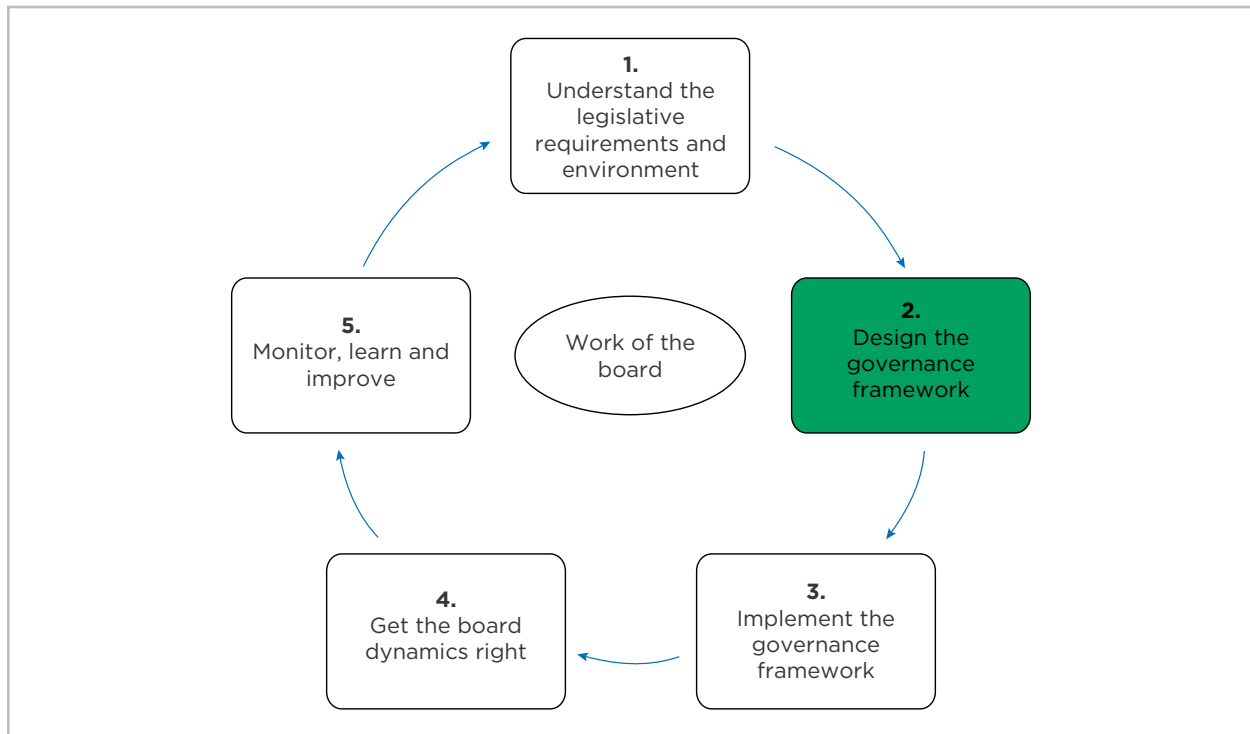 1.
Understand the
legislative
requirements and
environment
2.
Design the
governance
framework
3.
Implement the
governance
framework
4.
Get the board
dynamics right
5.
Monitor, learn and
improve
Work of the
board